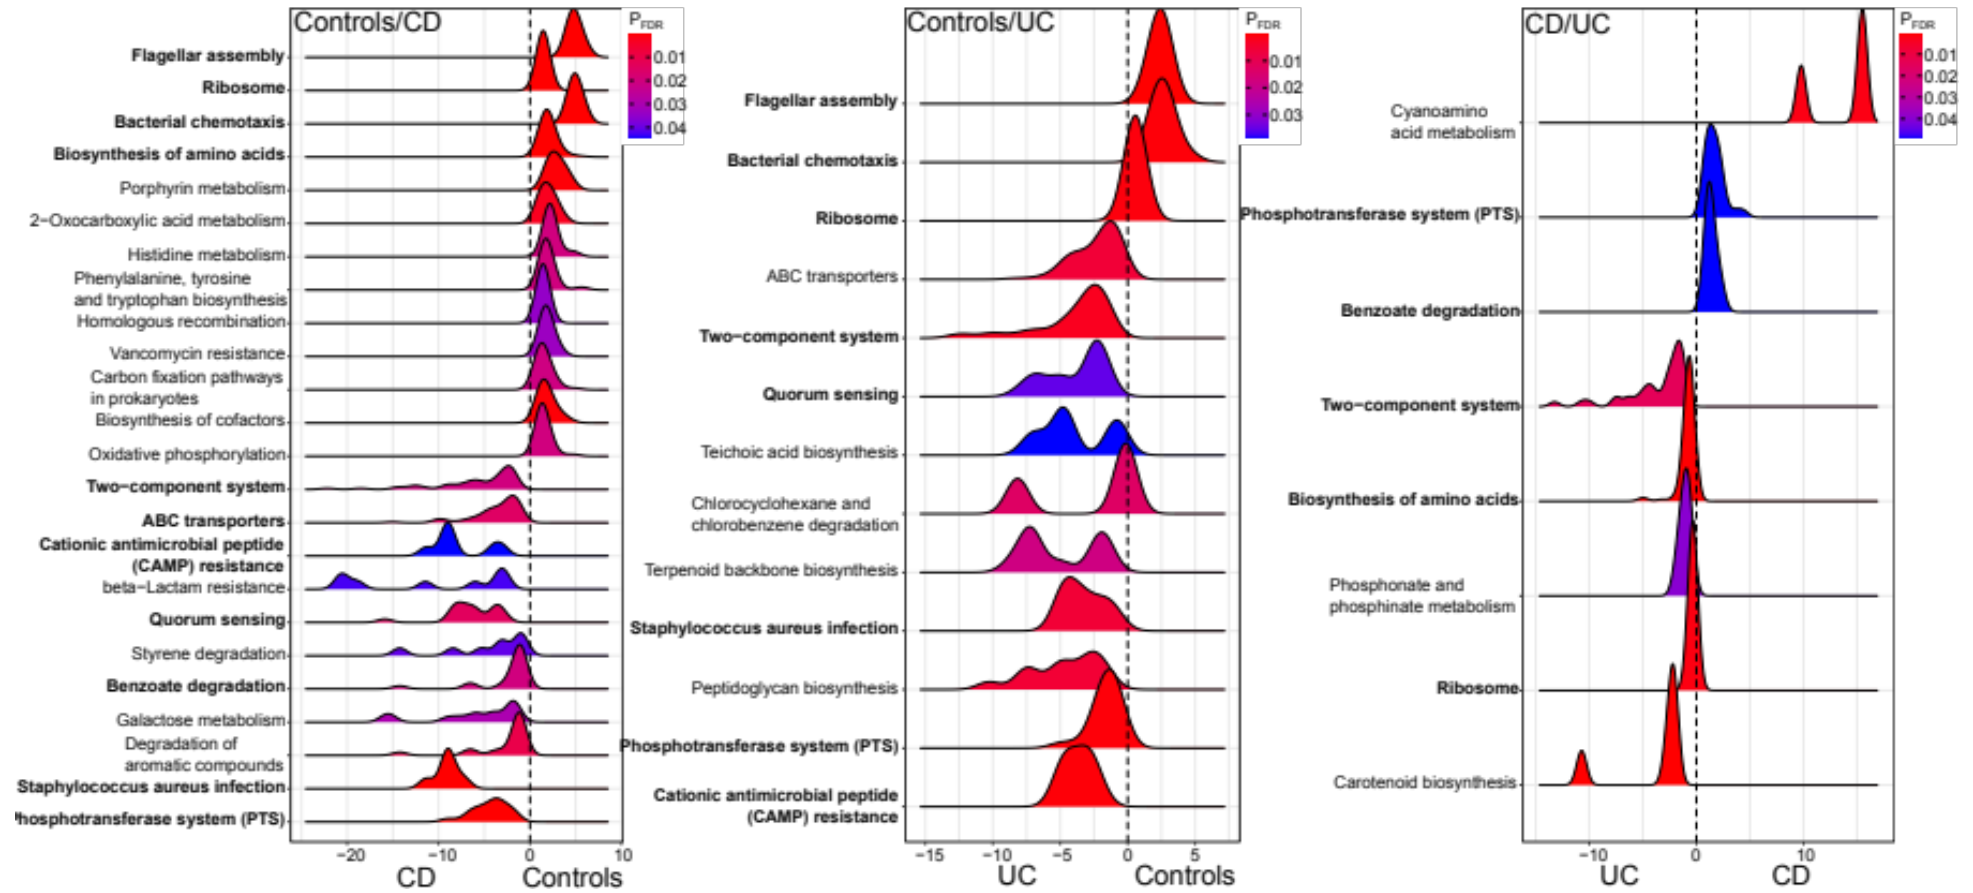 Controls/CD
Flagellar assembly
Ribosome
Bacterial chemotaxis
Biosynthesis of amino acids
Porphyrin metabolism
2−Oxocarboxylic acid metabolism
Histidine metabolism
Phenylalanine, tyrosine
and tryptophan biosynthesis
Homologous recombination
Vancomycin resistance
Carbon fixation pathways
in prokaryotes
Biosynthesis of cofactors
Oxidative phosphorylation
Two−component system
ABC transporters
Cationic antimicrobial peptide
(CAMP) resistance
beta−Lactam resistance
Quorum sensing
Styrene degradation
Benzoate degradation
Galactose metabolism
Degradation of
aromatic compounds
Staphylococcus aureus infection
Phosphotransferase system (PTS)
−20 −10 0 10
CD Controls
PFDR
0.01
0.02
0.03
0.04
Controls/UC
Flagellar assembly
Bacterial chemotaxis
Ribosome
ABC transporters
Two−component system
Quorum sensing
Teichoic acid biosynthesis
Chlorocyclohexane and
chlorobenzene degradation
Terpenoid backbone biosynthesis
Staphylococcus aureus infection
Peptidoglycan biosynthesis
Phosphotransferase system (PTS)
Cationic antimicrobial peptide
(CAMP) resistance
−15 −10 −5 0 5
UC Controls
PFDR
0.01
0.02
0.03
CD/UC
Cyanoamino
acid metabolism
Phosphotransferase system (PTS)
Benzoate degradation
Two−component system
Biosynthesis of amino acids
Phosphonate and
phosphinate metabolism
Ribosome
Carotenoid biosynthesis
−10 0 10
UC CD
PFDR
0.01
0.02
0.03
0.04